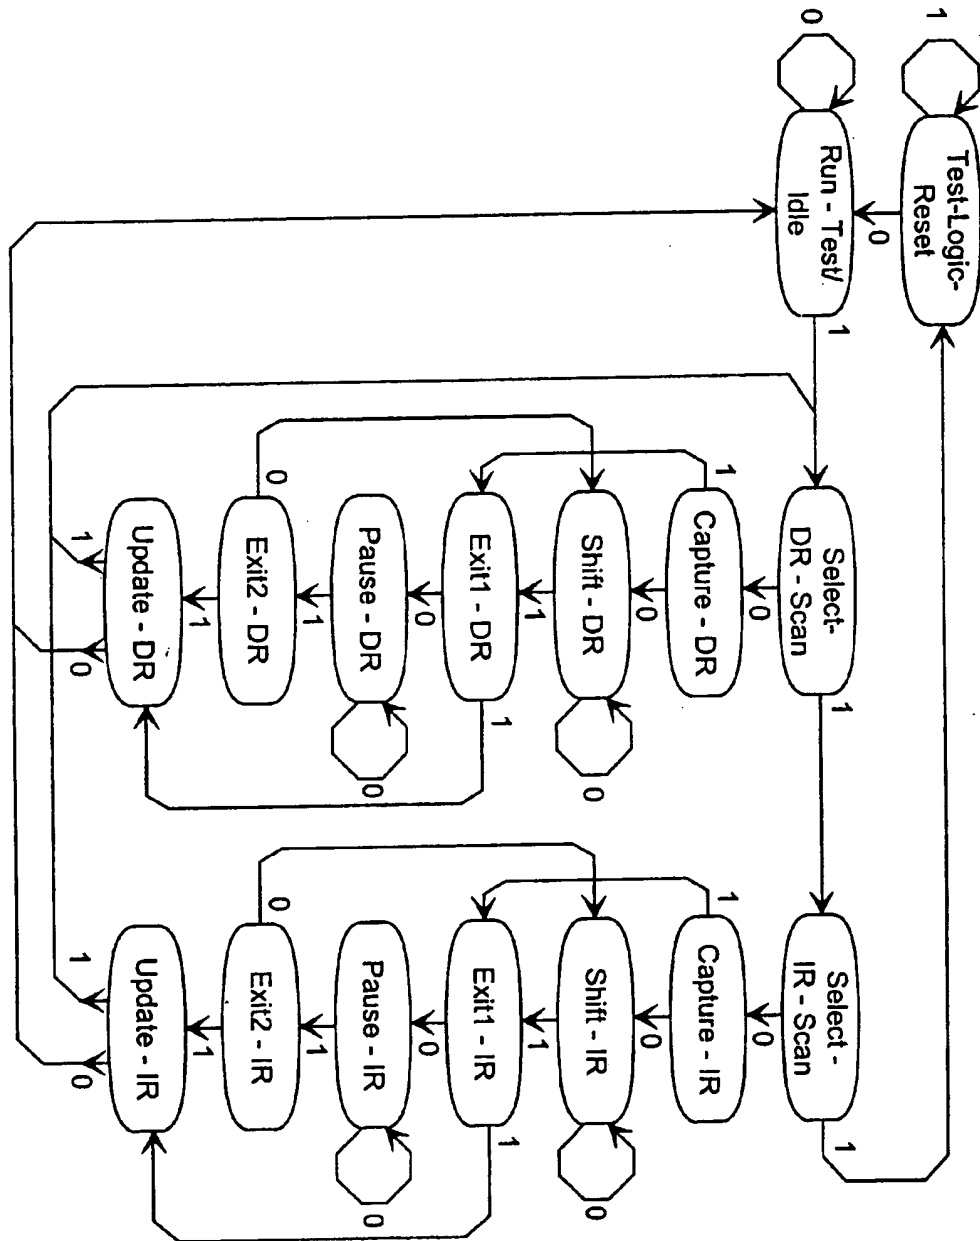 1
Test-Logic-
Reset
0
0
Run - Test/
Idle
1
Select-
DR - Scan
1
Select -
IR - Scan
1
0
0
1
Capture - DR
1
Capture - IR
0
0
Shift - DR
0
Shift - IR
0
1
1
Exit1 - DR
1
Exit1 - IR
1
0
0
Pause - DR
0
Pause - IR
0
1
1
0
Exit2 - DR
0
Exit2 - IR
1
1
Update - DR
Update - IR
1
0
1
0